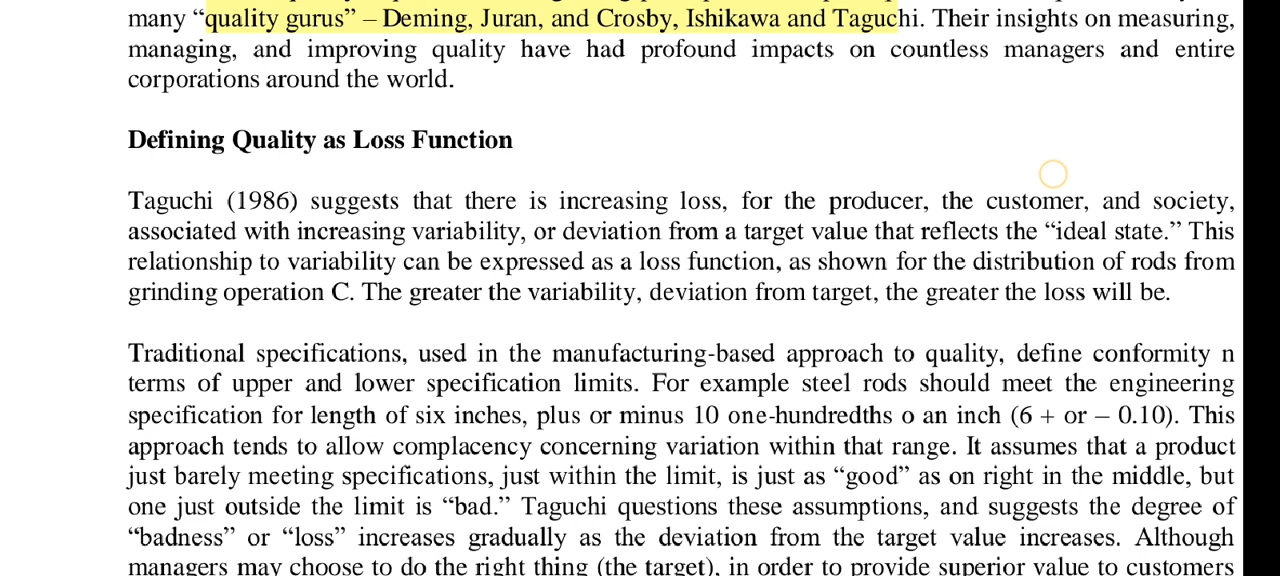 many “quality gurus” – Deming, Juran, and Crosby, Ishikawa and Taguchi. Their insights on measuring,
managing, and improving quality have had profound impacts on countless managers and entire
corporations around the world.
Defining Quality as Loss Function
Taguchi (1986) suggests that there is increasing loss, for the producer, the customer, and society,
associated with increasing variability, or deviation from a target value that reflects the “ideal state.” This
relationship to variability can be expressed as a loss function, as shown for the distribution of rods from
grinding operation C. The greater the variability, deviation from target, the greater the loss will be.
Traditional specifications, used in the manufacturing-based approach to quality, define conformity n
terms of upper and lower specification limits. For example steel rods should meet the engineering
specification for length of six inches, plus or minus 10 one-hundredths o an inch (6 + or – 0.10). This
approach tends to allow complacency concerning variation within that range. It assumes that a product
just barely meeting specifications, just within the limit, is just as “good” as on right in the middle, but
one just outside the limit is “bad.” Taguchi questions these assumptions, and suggests the degree of
“badness” or “loss” increases gradually as the deviation from the target value increases. Although
managers may choose to do the right thing (the target), in order to provide superior value to customers